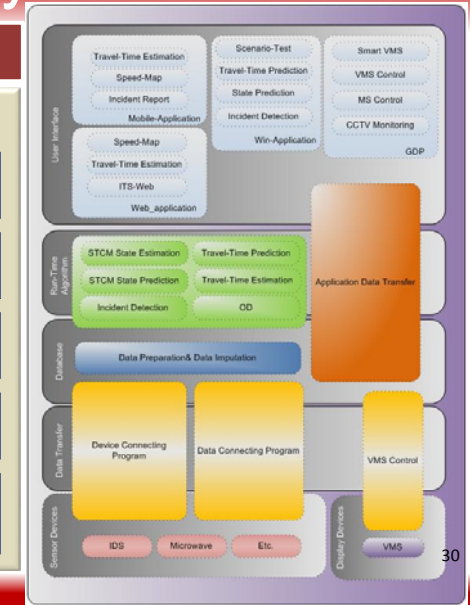 User Interface
Travel-Time Estimation
Speed-Map
Incident Report
Mobile-Application
Speed-Map
Travel-Time Estimation
ITS-Web
Web_application
Scenario-Test
Travel-Time Prediction
State Prediction
Incident Detection
Win-Application
Smart VMS
VMS Control
MS Control
CCTV Monitoring
GDP
Run-Time
Algorithm
STCM State Estimation
Travel-Time Prediction
STCM State Prediction
Travel-Time Estimation
Incident Detection
OD
Application Data Transfer
Database
Data Preparation& Data Imputation
Data Transfer
Device Connecting
Program
Data Connecting Program
VMS Control
Sensor Devices
IDS
Microwave
Etc.
Display Devices
VMS
30